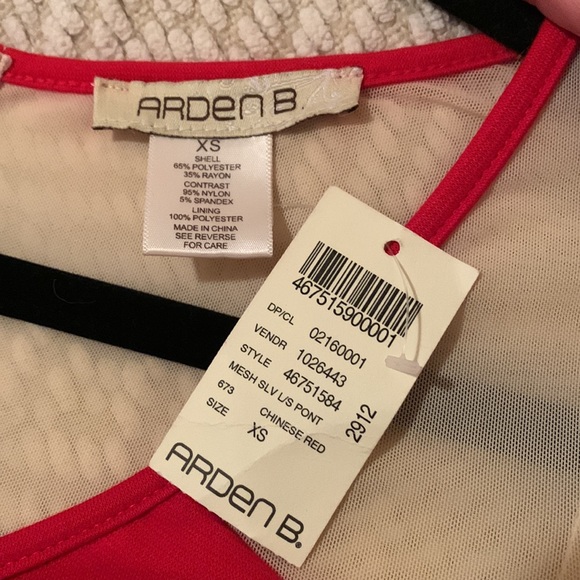 ARDEN B.
XS
SHELL
65% POLYESTER
35% RAYON
CONTRAST
95% NYLON
5% SPANDEX
LINING
100% POLYESTER
MADE IN CHINA
SEE REVERSE
FOR CARE
467515900001
DP/CL 02160001
VENDR 1026443
STYLE 46751584
MESH SLV L/S PONT
673 CHINESE RED
SIZE XS
2912
ARDEN B.